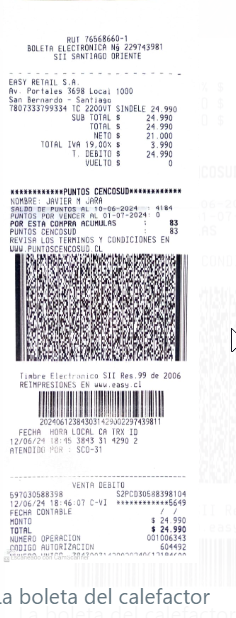 RUT 76568660-1
BOLETA ELECTRONICA Nº 229743981
SII SANTIAGO ORIENTE
EASY RETAIL S.A.
Av. Portales 3698 Local 1000
San Bernardo - Santiago
7807333799334 TC 2200VT SINDELE 24.990
SUB TOTAL $ 24.990
TOTAL $ 24.990
NETO $ 21.000
TOTAL IVA 19,00% $ 3.990
T. DEBITO $ 24.990
VUELTO $ 0
***********PUNTOS CENCOSUD***********
NOMBRE: JAVIER M JARA
SALDO DE PUNTOS AL 10-06-2024 : 4184
PUNTOS POR VENCER AL 01-07-2024: 0
POR ESTA COMPRA ACUMULAS : 83
PUNTOS CENCOSUD : 83
REVISA LOS TERMINOS Y CONDICIONES EN
WWW.PUNTOSCENCOSUD.CL
Timbre Electronico SII Res.99 de 2006
REIMPRESIONES EN www.easy.cl
FECHA HORA LOCAL CA TRX ID
12/06/24 18:45 3843 31 4290 2
ATENDIDO POR : SCO-31
VENTA DEBITO
597030588398 S2PCD30588398104
12/06/24 18:46:07 C-VI ***********5649
FECHA CONTABLE / /
MONTO $ 24.990
TOTAL $ 24.990
NUMERO OPERACION 001006343
CODIGO AUTORIZACION 604492
La boleta del calefactor